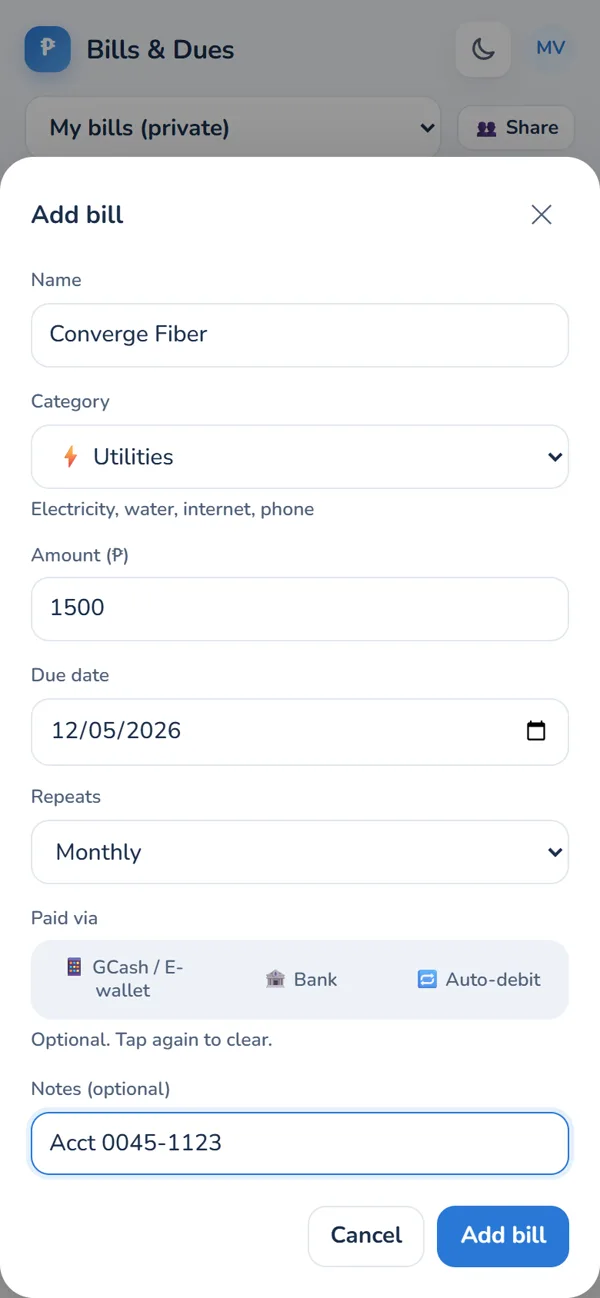 ₱ Bills & Dues MV
My bills (private) Share
Add bill
Name
Converge Fiber
Category
Utilities
Electricity, water, internet, phone
Amount (₱)
1500
Due date
12/05/2026
Repeats
Monthly
Paid via
GCash / E-
wallet
Bank
Auto-debit
Optional. Tap again to clear.
Notes (optional)
Acct 0045-1123
Cancel Add bill